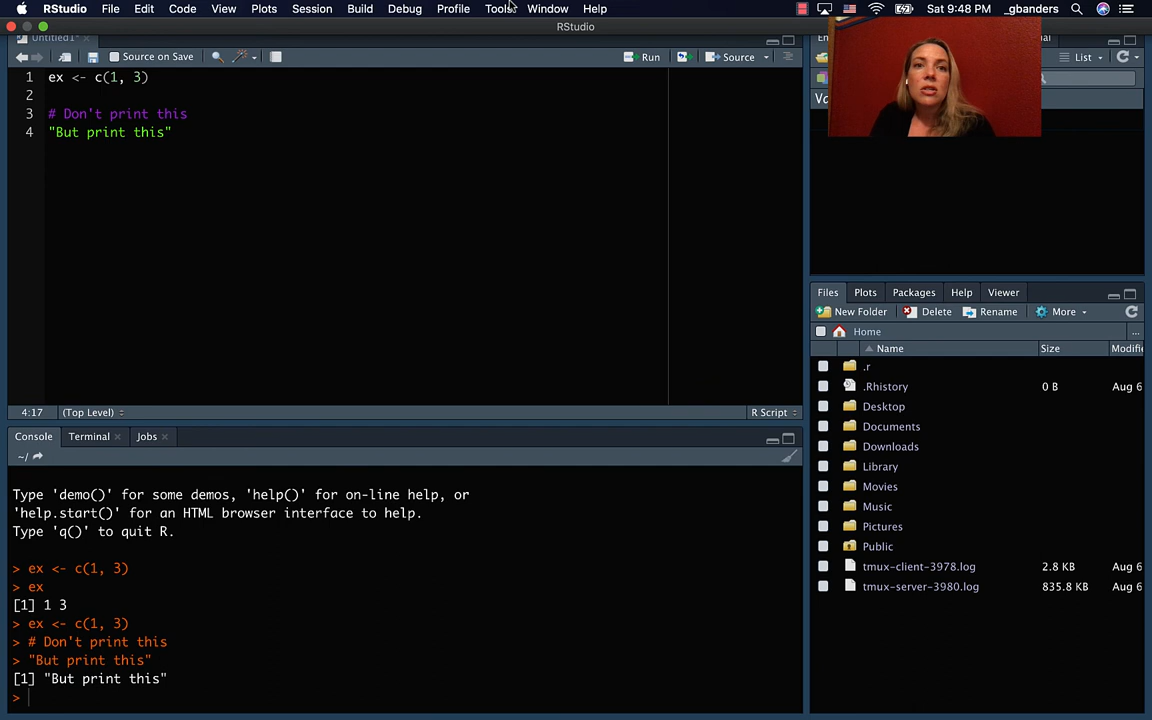 RStudio File Edit Code View Plots Session Build Debug Profile Tools Window Help Sat 9:48 PM _gbanders
RStudio
Untitled1*
Source on Save Run Source List
1 ex <- c(1, 3)
2
3 # Don't print this
4 "But print this"
4:17 (Top Level) R Script
Console Terminal Jobs
~/
Type 'demo()' for some demos, 'help()' for on-line help, or
'help.start()' for an HTML browser interface to help.
Type 'q()' to quit R.
> ex <- c(1, 3)
> ex
[1] 1 3
> ex <- c(1, 3)
> # Don't print this
> "But print this"
[1] "But print this"
>
Files Plots Packages Help Viewer
New Folder Delete Rename More
Home ...
Name Size Modifi
.r
.Rhistory 0 B Aug 6
Desktop
Documents
Downloads
Library
Movies
Music
Pictures
Public
tmux-client-3978.log 2.8 KB Aug 6
tmux-server-3980.log 835.8 KB Aug 6